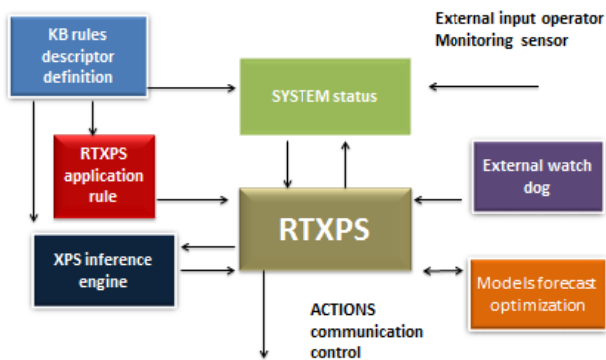 KB rules
descriptor
definition
External input operator
Monitoring sensor
SYSTEM status
RTXPS
application
rule
External watch
dog
RTXPS
XPS inference
engine
Models forecast
optimization
ACTIONS
communication
control